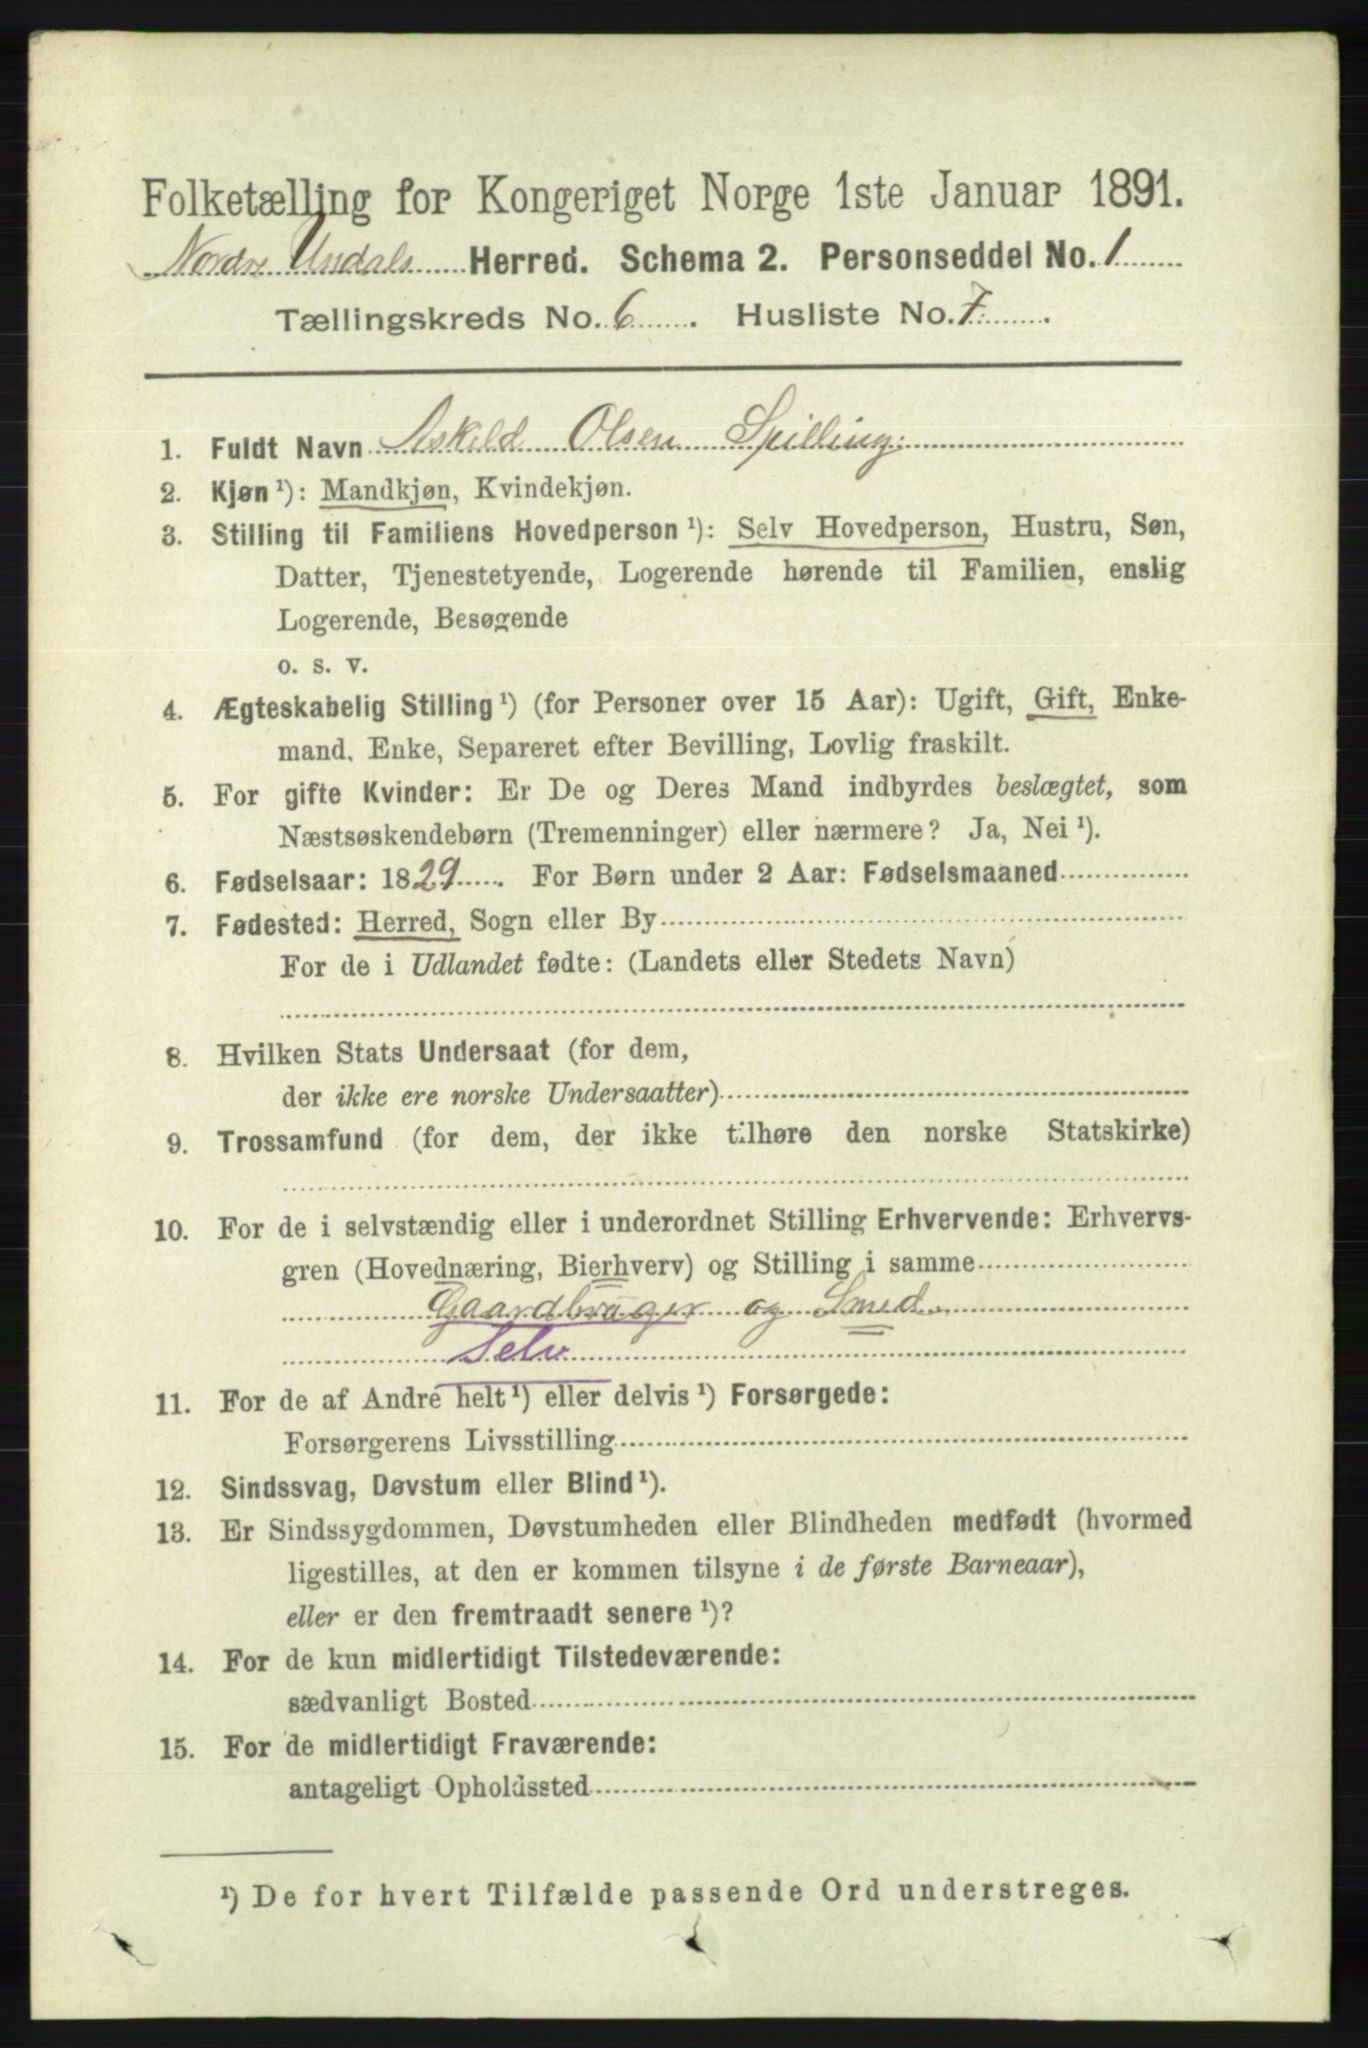 Folketælling for Kongeriget Norge 1ste Januar 1891.
Nordre Undals Herred. Schema 2. Personseddel No. 1
Tællingskreds No. 6. Husliste No. 7.
1. Fuldt Navn Askild Olsen Spilling.
2. Kjøn ¹): Mandkjøn, Kvindekjøn.
3. Stilling til Familiens Hovedperson ¹): Selv Hovedperson, Hustru, Søn,
Datter, Tjenestetyende, Logerende hørende til Familien, enslig
Logerende, Besøgende
o. s. v.
4. Ægteskabelig Stilling ¹) (for Personer over 15 Aar): Ugift, Gift, Enke-
mand, Enke, Separeret efter Bevilling, Lovlig fraskilt.
5. For gifte Kvinder: Er De og Deres Mand indbyrdes beslægtet, som
Næstsøskendebørn (Tremenninger) eller nærmere? Ja, Nei ¹).
6. Fødselsaar: 1829. For Børn under 2 Aar: Fødselsmaaned
7. Fødested: Herred, Sogn eller By
For de i Udlandet fødte: (Landets eller Stedets Navn)
8. Hvilken Stats Undersaat (for dem,
der ikke ere norske Undersaatter)
9. Trossamfund (for dem, der ikke tilhøre den norske Statskirke)
10. For de i selvstændig eller i underordnet Stilling Erhvervende: Erhvervs-
gren (Hovednæring, Bierhverv) og Stilling i samme
Gaardbruger og Smed
Selv
11. For de af Andre helt ¹) eller delvis ¹) Forsørgede:
Forsørgerens Livsstilling
12. Sindssvag, Døvstum eller Blind ¹).
13. Er Sindssygdommen, Døvstumheden eller Blindheden medfødt (hvormed
ligestilles, at den er kommen tilsyne i de første Barneaar),
eller er den fremtraadt senere ¹)?
14. For de kun midlertidigt Tilstedeværende:
sædvanligt Bosted
15. For de midlertidigt Fraværende:
antageligt Opholdssted
¹) De for hvert Tilfælde passende Ord understreges.